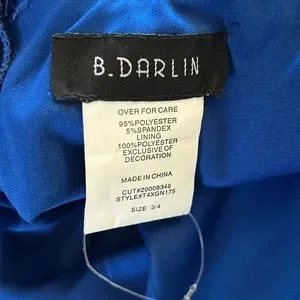 B.DARLIN
OVER FOR CARE
95%POLYESTER
5%SPANDEX
LINING
100%POLYESTER
EXCLUSIVE OF
DECORATION
MADE IN CHINA
CUT#20008346
STYLE#T4XGN175
SIZE 3/4